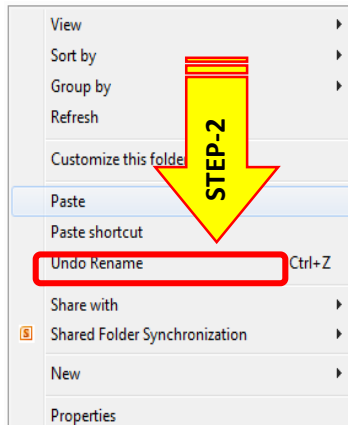 View
Sort by
Group by
Refresh
Customize this folder
Paste
Paste shortcut
Undo Rename Ctrl+Z
Share with
S Shared Folder Synchronization
New
Properties
STEP-2